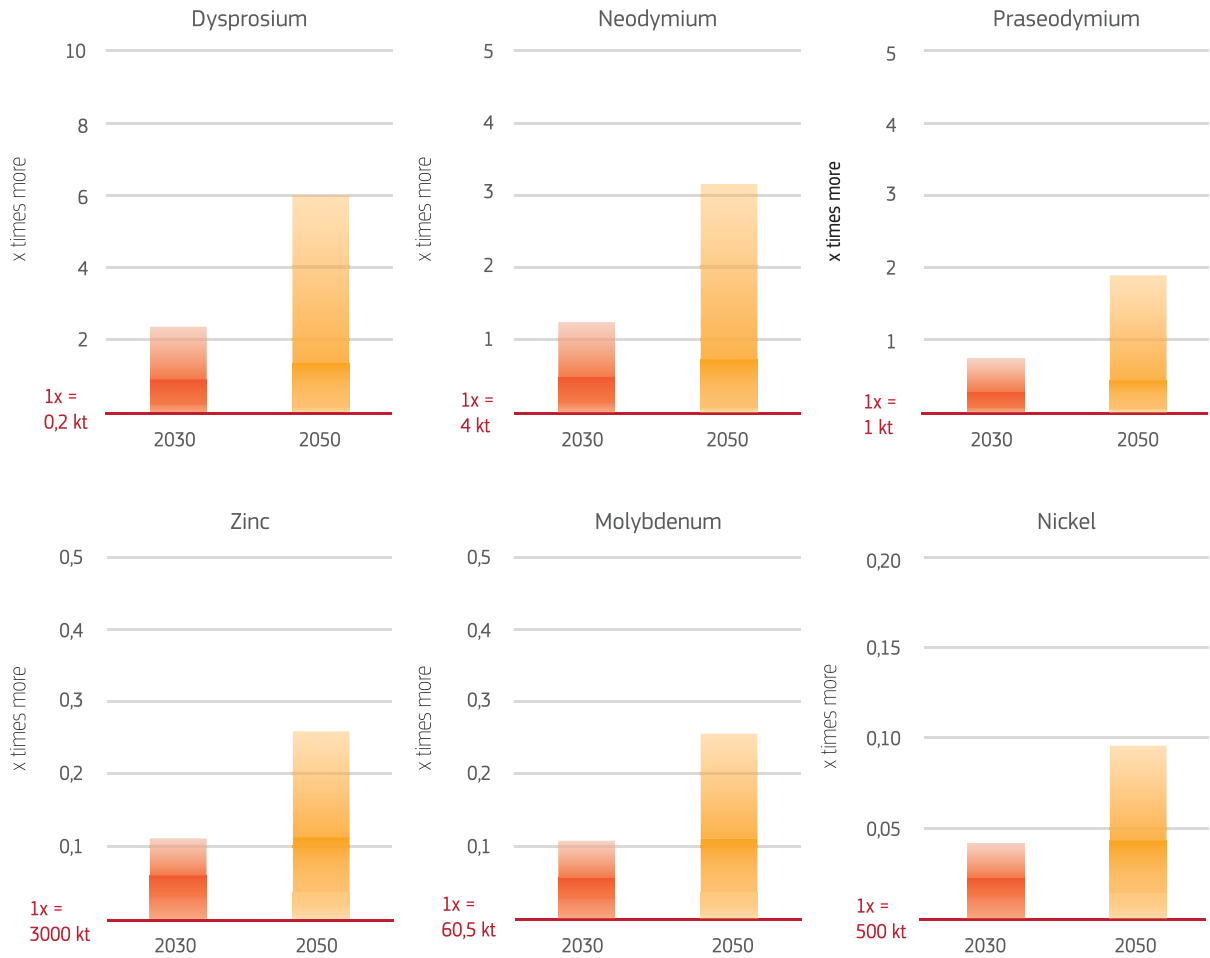 Dysprosium
10
8
6
4
2
x times more
1x =
0,2 kt
2030
2050
Neodymium
5
4
3
2
1
x times more
1x =
4 kt
2030
2050
Praseodymium
5
4
3
2
1
x times more
1x =
1 kt
2030
2050
Zinc
0,5
0,4
0,3
0,2
0,1
x times more
1x =
3000 kt
2030
2050
Molybdenum
0,5
0,4
0,3
0,2
0,1
x times more
1x =
60,5 kt
2030
2050
Nickel
0,20
0,15
0,10
0,05
x times more
1x =
500 kt
2030
2050